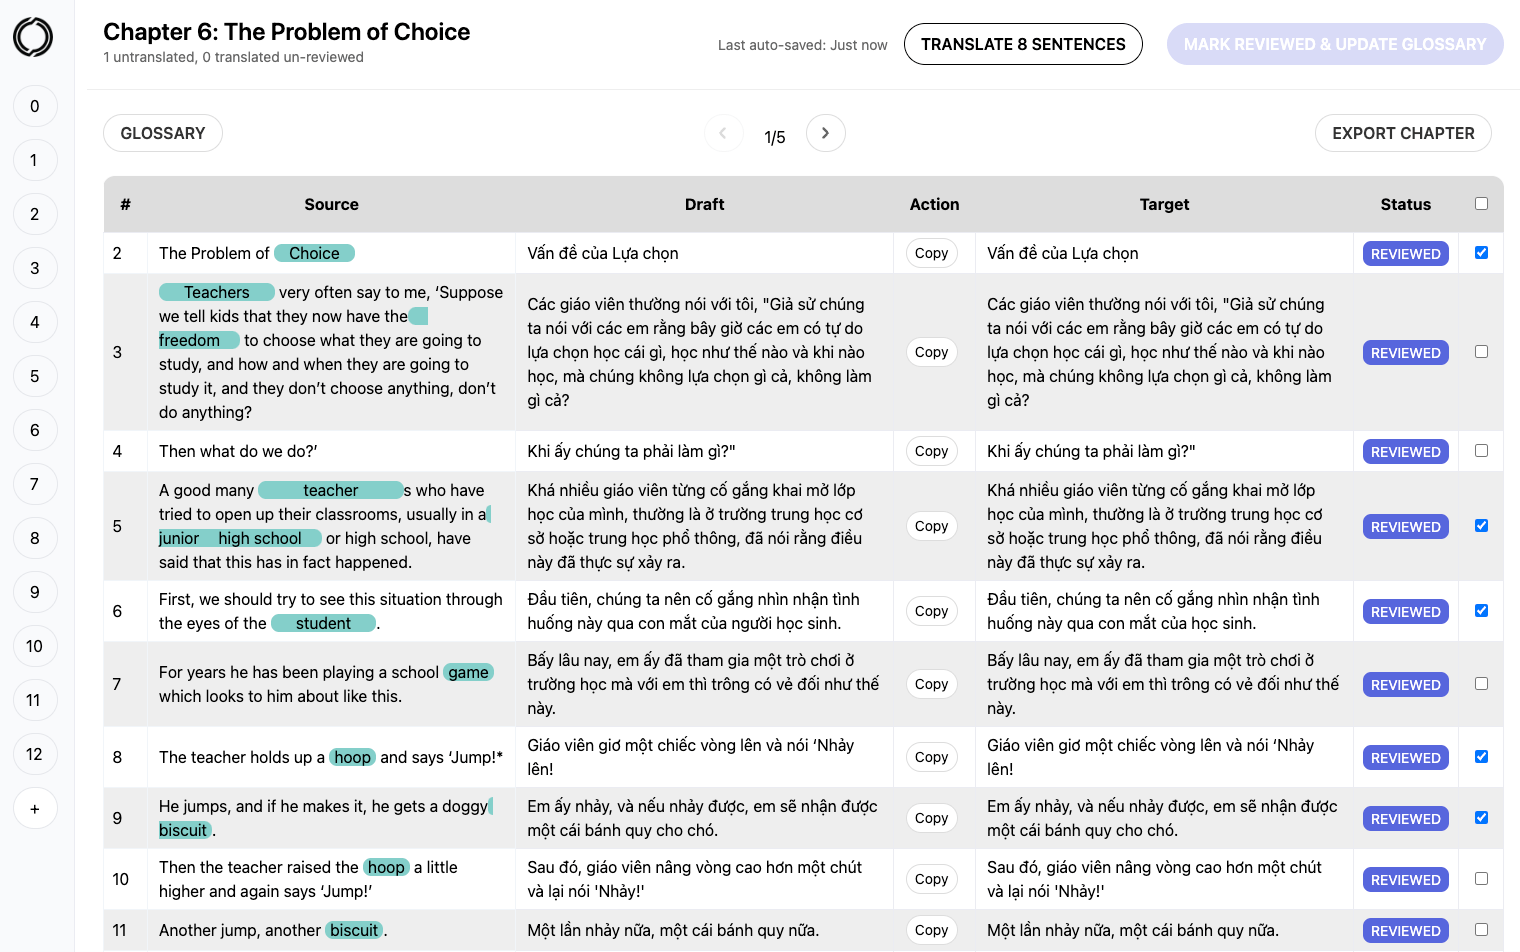 Chapter 6: The Problem of Choice
1 untranslated, 0 translated un-reviewed
Last auto-saved: Just now
TRANSLATE 8 SENTENCES
MARK REVIEWED & UPDATE GLOSSARY
0
1
2
3
4
5
6
7
8
9
10
11
12
+
GLOSSARY
1/5
EXPORT CHAPTER
# Source Draft Action Target Status
2
The Problem of Choice
Vấn đề của Lựa chọn
Copy
Vấn đề của Lựa chọn
REVIEWED
3
Teachers very often say to me, ‘Suppose
we tell kids that they now have the
freedom to choose what they are going to
study, and how and when they are going to
study it, and they don’t choose anything, don’t
do anything?
Các giáo viên thường nói với tôi, "Giả sử chúng
ta nói với các em rằng bây giờ các em có tự do
lựa chọn học cái gì, học như thế nào và khi nào
học, mà chúng không lựa chọn gì cả, không làm
gì cả?
Copy
Các giáo viên thường nói với tôi, "Giả sử chúng
ta nói với các em rằng bây giờ các em có tự do
lựa chọn học cái gì, học như thế nào và khi nào
học, mà chúng không lựa chọn gì cả, không làm
gì cả?
REVIEWED
4
Then what do we do?’
Khi ấy chúng ta phải làm gì?"
Copy
Khi ấy chúng ta phải làm gì?"
REVIEWED
5
A good many teachers who have
tried to open up their classrooms, usually in a
junior high school or high school, have
said that this has in fact happened.
Khá nhiều giáo viên từng cố gắng khai mở lớp
học của mình, thường là ở trường trung học cơ
sở hoặc trung học phổ thông, đã nói rằng điều
này đã thực sự xảy ra.
Copy
Khá nhiều giáo viên từng cố gắng khai mở lớp
học của mình, thường là ở trường trung học cơ
sở hoặc trung học phổ thông, đã nói rằng điều
này đã thực sự xảy ra.
REVIEWED
6
First, we should try to see this situation through
the eyes of the student.
Đầu tiên, chúng ta nên cố gắng nhìn nhận tình
huống này qua con mắt của người học sinh.
Copy
Đầu tiên, chúng ta nên cố gắng nhìn nhận tình
huống này qua con mắt của học sinh.
REVIEWED
7
For years he has been playing a school game
which looks to him about like this.
Bấy lâu nay, em ấy đã tham gia một trò chơi ở
trường học mà với em thì trông có vẻ đối như thế
này.
Copy
Bấy lâu nay, em ấy đã tham gia một trò chơi ở
trường học mà với em thì trông có vẻ đối như thế
này.
REVIEWED
8
The teacher holds up a hoop and says ‘Jump!*
Giáo viên giơ một chiếc vòng lên và nói ‘Nhảy
lên!
Copy
Giáo viên giơ một chiếc vòng lên và nói ‘Nhảy
lên!
REVIEWED
9
He jumps, and if he makes it, he gets a doggy
biscuit.
Em ấy nhảy, và nếu nhảy được, em sẽ nhận được
một cái bánh quy cho chó.
Copy
Em ấy nhảy, và nếu nhảy được, em sẽ nhận được
một cái bánh quy cho chó.
REVIEWED
10
Then the teacher raised the hoop a little
higher and again says ‘Jump!’
Sau đó, giáo viên nâng vòng cao hơn một chút
và lại nói 'Nhảy!'
Copy
Sau đó, giáo viên nâng vòng cao hơn một chút
và lại nói 'Nhảy!'
REVIEWED
11
Another jump, another biscuit.
Một lần nhảy nữa, một cái bánh quy nữa.
Copy
Một lần nhảy nữa, một cái bánh quy nữa.
REVIEWED